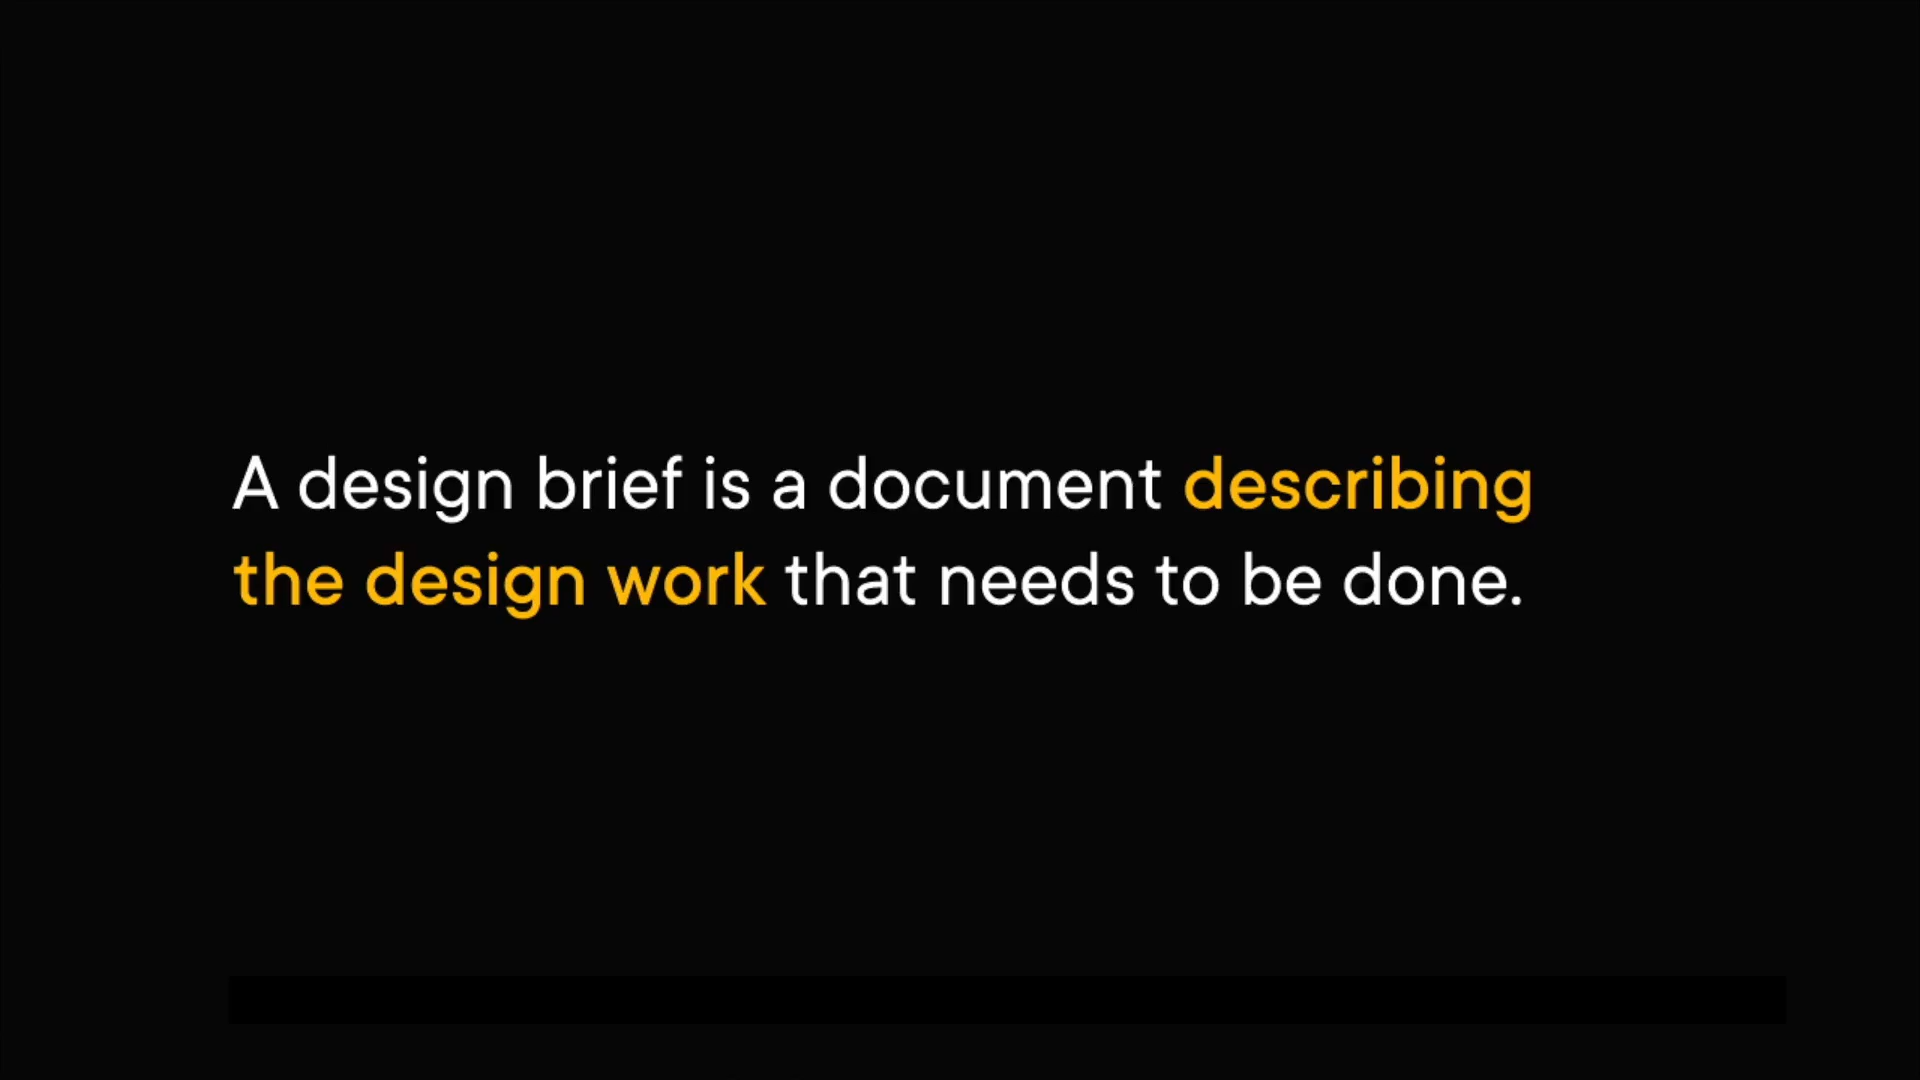 A design brief is a document describing
the design work that needs to be done.